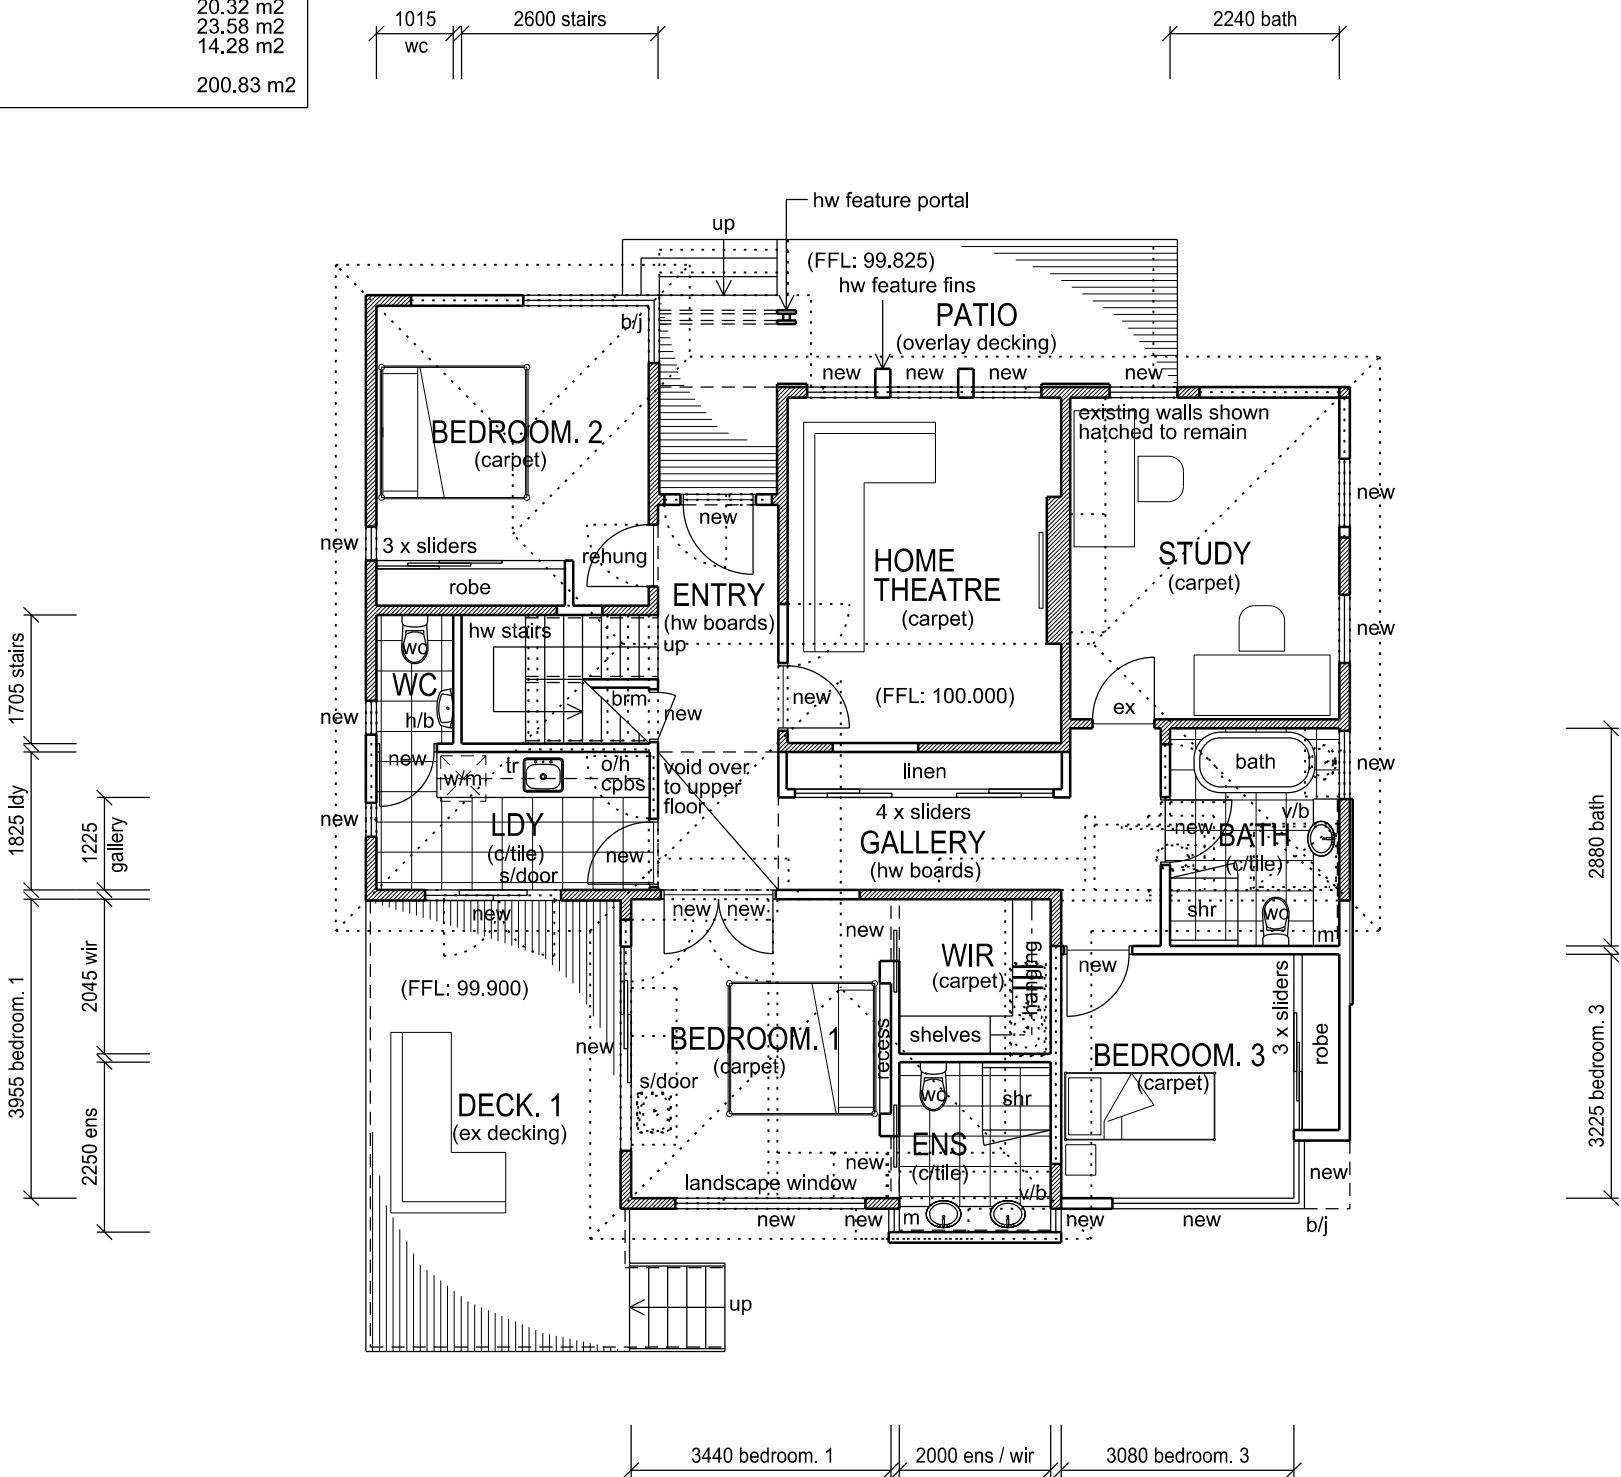 20.32 m2
23.58 m2
14.28 m2
200.83 m2
1015
wc
2600 stairs
2240 bath
hw feature portal
up
(FFL: 99.825)
hw feature fins
PATIO
(overlay decking)
b/j
new
new
new
new
existing walls shown
hatched to remain
BEDROOM. 2
(carpet)
new
new
new
3 x sliders
rehung
robe
HOME
THEATRE
(carpet)
STUDY
(carpet)
ENTRY
(hw boards)
up
hw stairs
wc
WC
h/b
brm
new
new
new
(FFL: 100.000)
ex
new
1705 stairs
new
w/m
tr
o/h
cpbs
void over
to upper
floor
linen
4 x sliders
bath
new
v/b
new
LDY
(c/tile)
s/door
new
new
GALLERY
(hw boards)
new
BATH
(c/tile)
shr
wc
m
1825 ldy
1225
gallery
2880 bath
new
new
new
WIR
(carpet)
hanging
shelves
new
3 x sliders
robe
(FFL: 99.900)
new
BEDROOM. 1
(carpet)
recess
s/door
BEDROOM. 3
(carpet)
3955 bedroom. 1
2045 wir
2250 ens
3225 bedroom. 3
DECK. 1
(ex decking)
wc
shr
ENS
(c/tile)
new
v/b
landscape window
new
new
new
m
new
new
b/j
up
3440 bedroom. 1
2000 ens / wir
3080 bedroom. 3